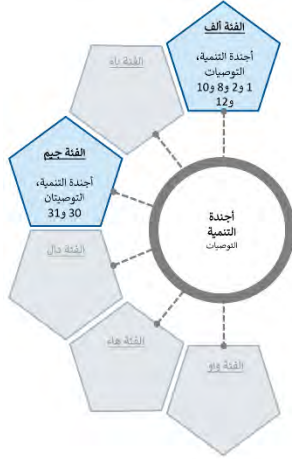 الفئة ألف
أجندة التنمية،
التوصيات
1 و2 و8 و10
و12
الفئة باء
الفئة جيم
أجندة التنمية،
التوصيتان
30 و31
أجندة
التنمية
التوصيات
الفئة دال
الفئة هاء
الفئة واو